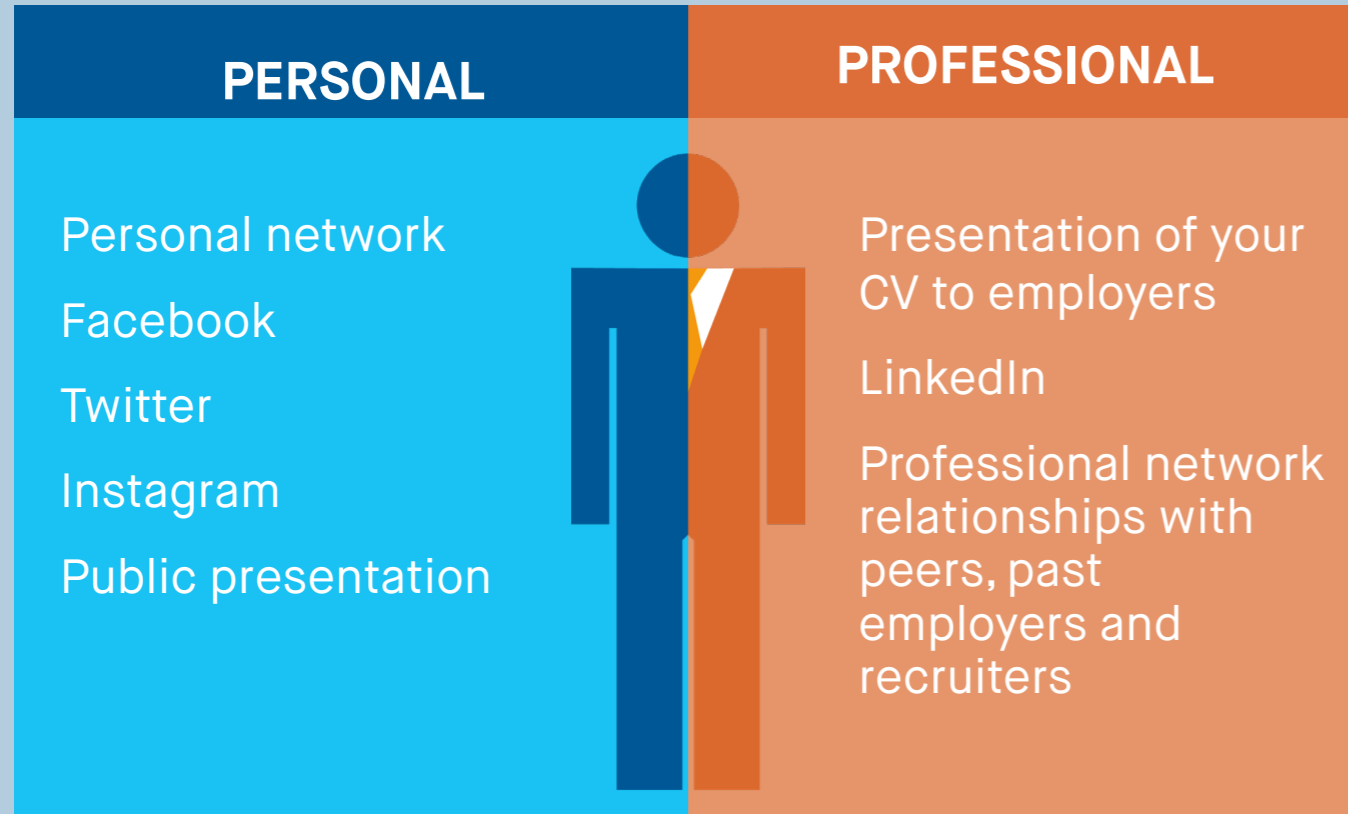 PERSONAL
Personal network
Facebook
Twitter
Instagram
Public presentation
PROFESSIONAL
Presentation of your
CV to employers
LinkedIn
Professional network
relationships with
peers, past
employers and
recruiters